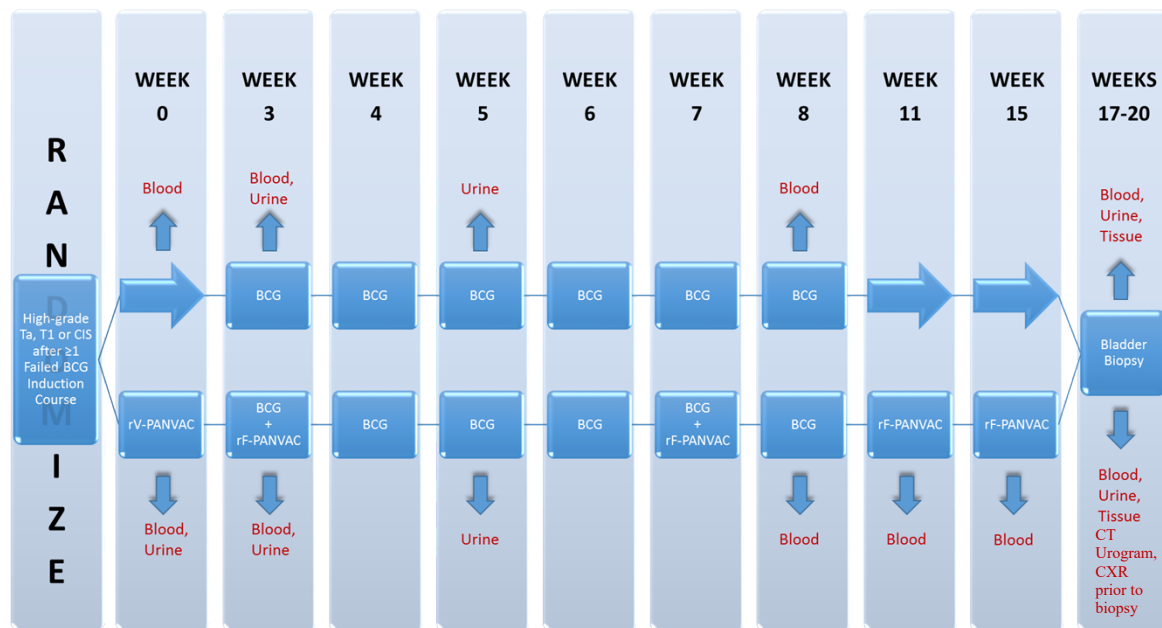 R
A
N
D
O
M
I
Z
E
High-grade
Ta, T1 or CIS
after ≥1
Failed BCG
Induction
Course
WEEK
0
Blood
rV-PANVAC
Blood,
Urine
WEEK
3
Blood,
Urine
BCG
BCG
+
rF-PANVAC
Blood,
Urine
WEEK
4
BCG
BCG
WEEK
5
Urine
BCG
BCG
Urine
WEEK
6
BCG
BCG
WEEK
7
BCG
BCG
+
rF-PANVAC
WEEK
8
Blood
BCG
BCG
Blood
WEEK
11
rF-PANVAC
Blood
WEEK
15
rF-PANVAC
Blood
WEEKS
17-20
Blood,
Urine,
Tissue
Bladder
Biopsy
Blood,
Urine,
Tissue
CT
Urogram,
CXR
prior to
biopsy